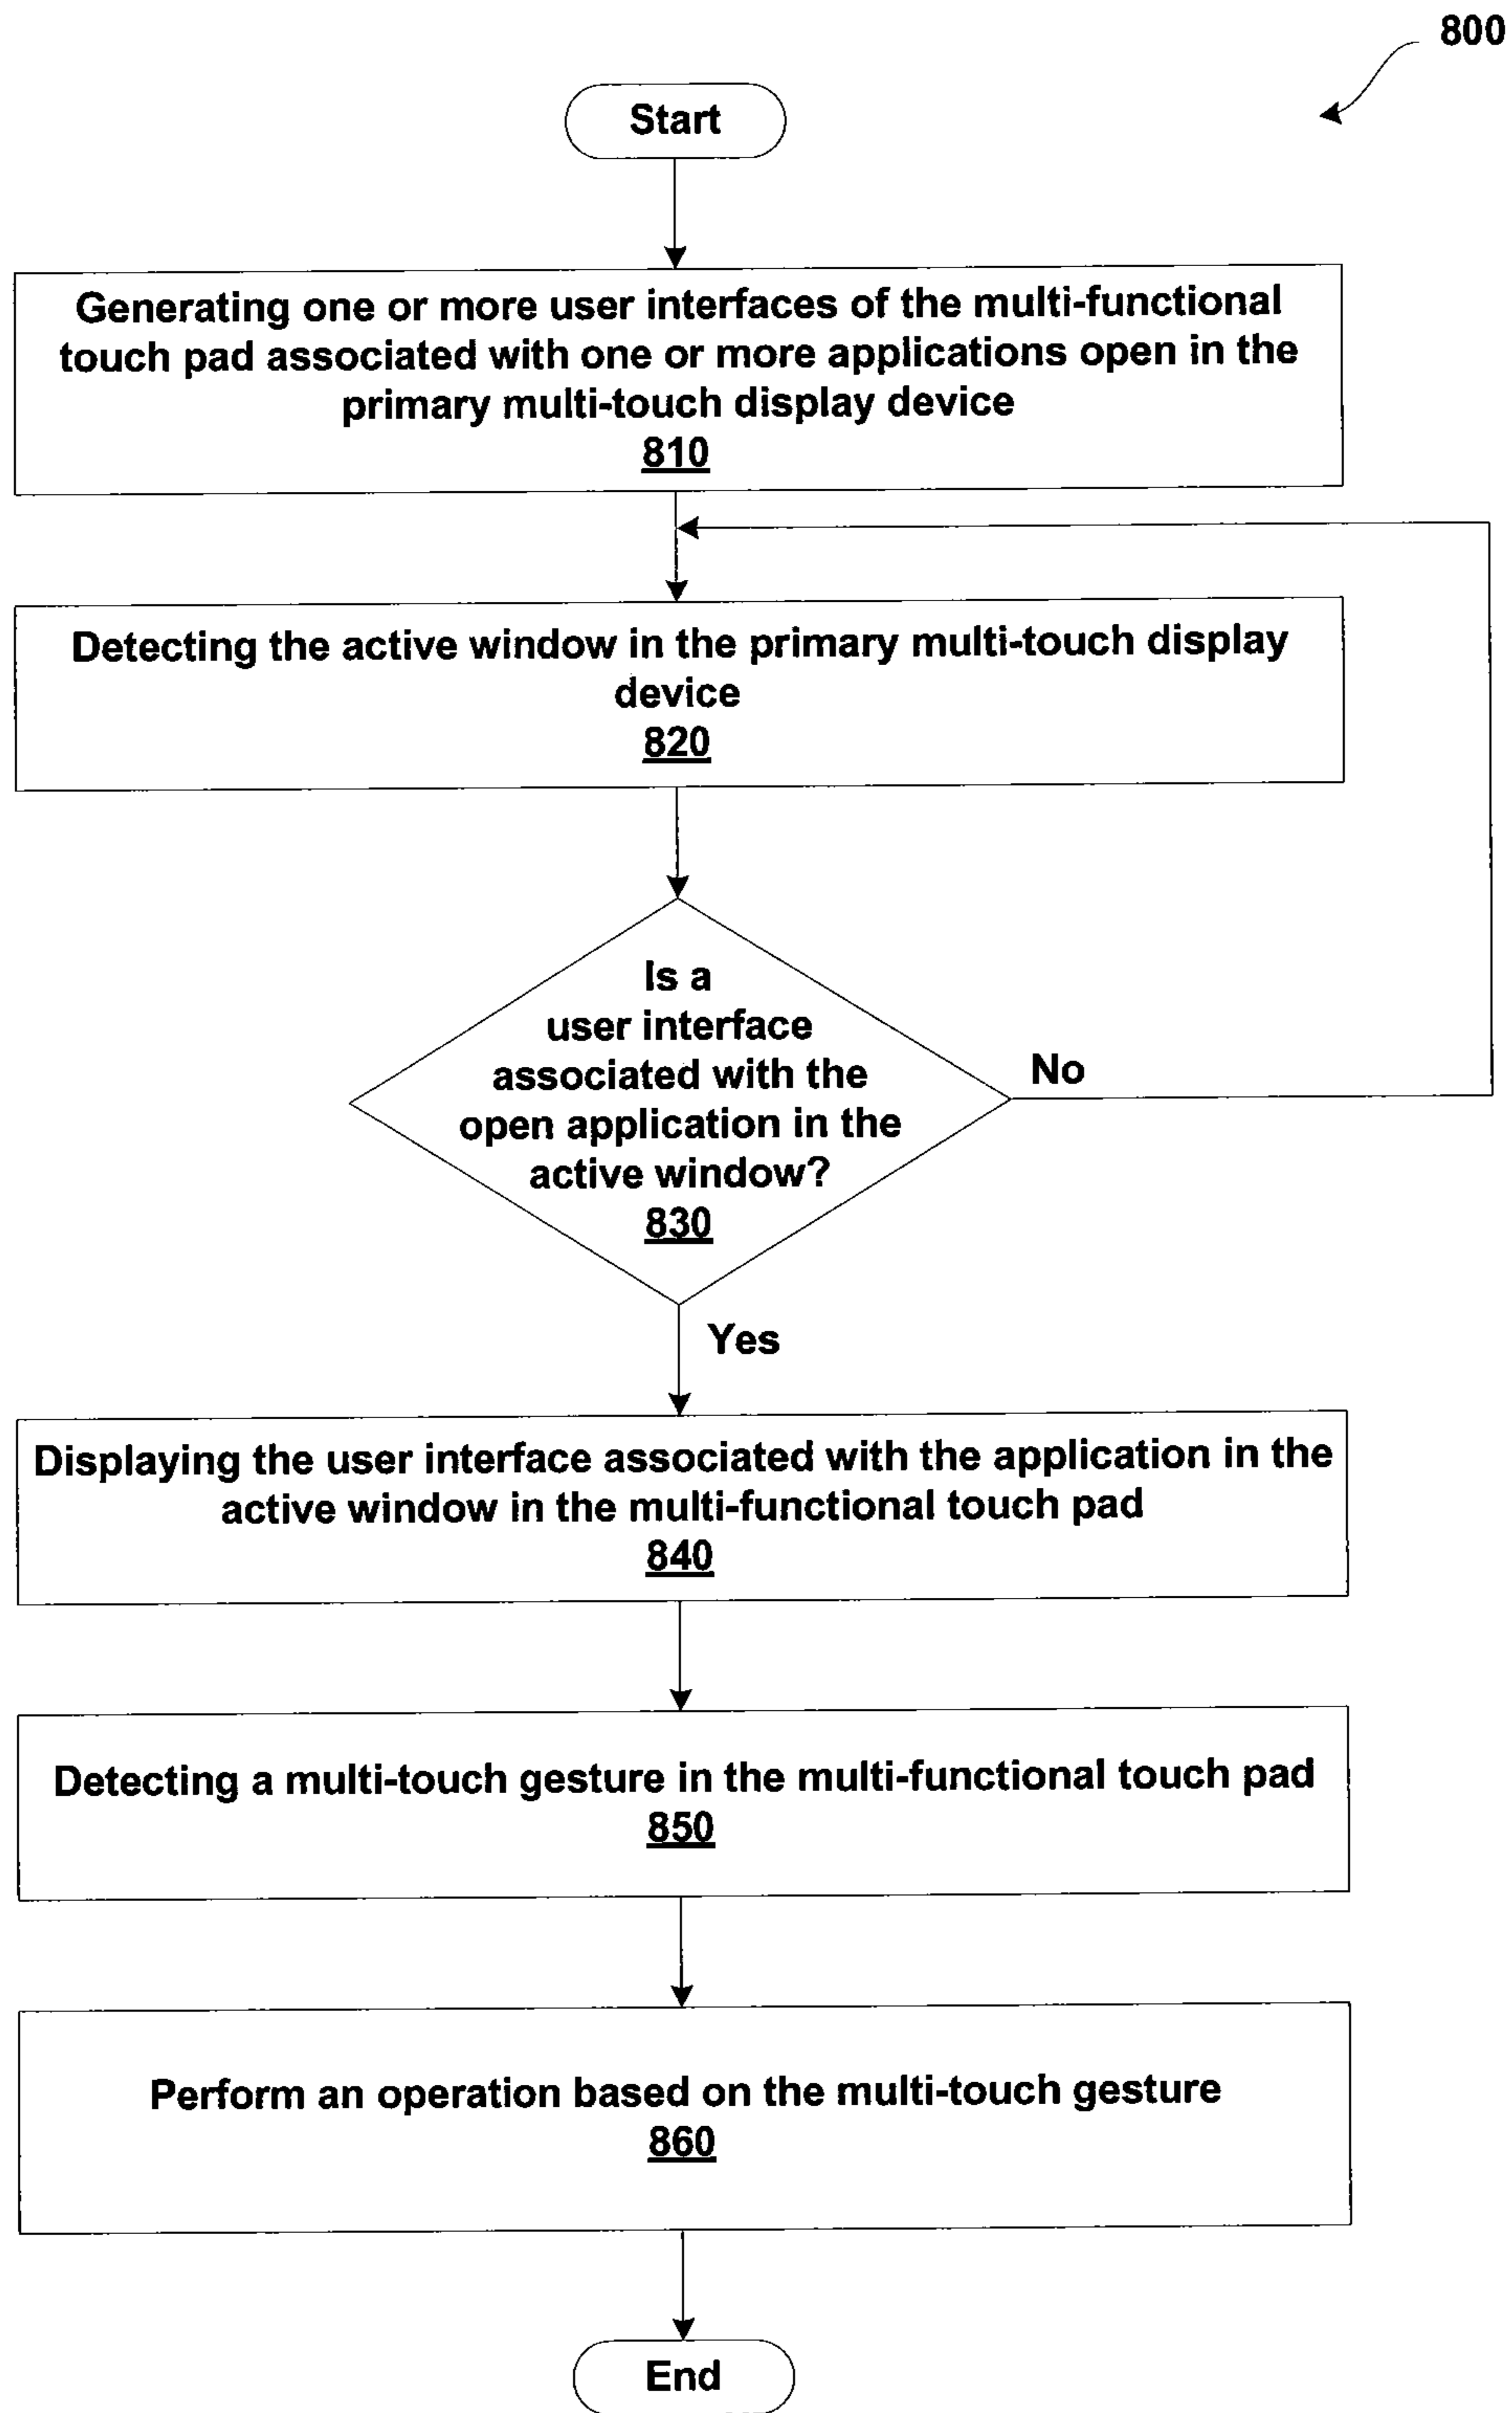 800
Start
Generating one or more user interfaces of the multi-functional
touch pad associated with one or more applications open in the
primary multi-touch display device
810
Detecting the active window in the primary multi-touch display
device
820
Is a
user interface
associated with the
open application in the
active window?
830
No
Yes
Displaying the user interface associated with the application in the
active window in the multi-functional touch pad
840
Detecting a multi-touch gesture in the multi-functional touch pad
850
Perform an operation based on the multi-touch gesture
860
End